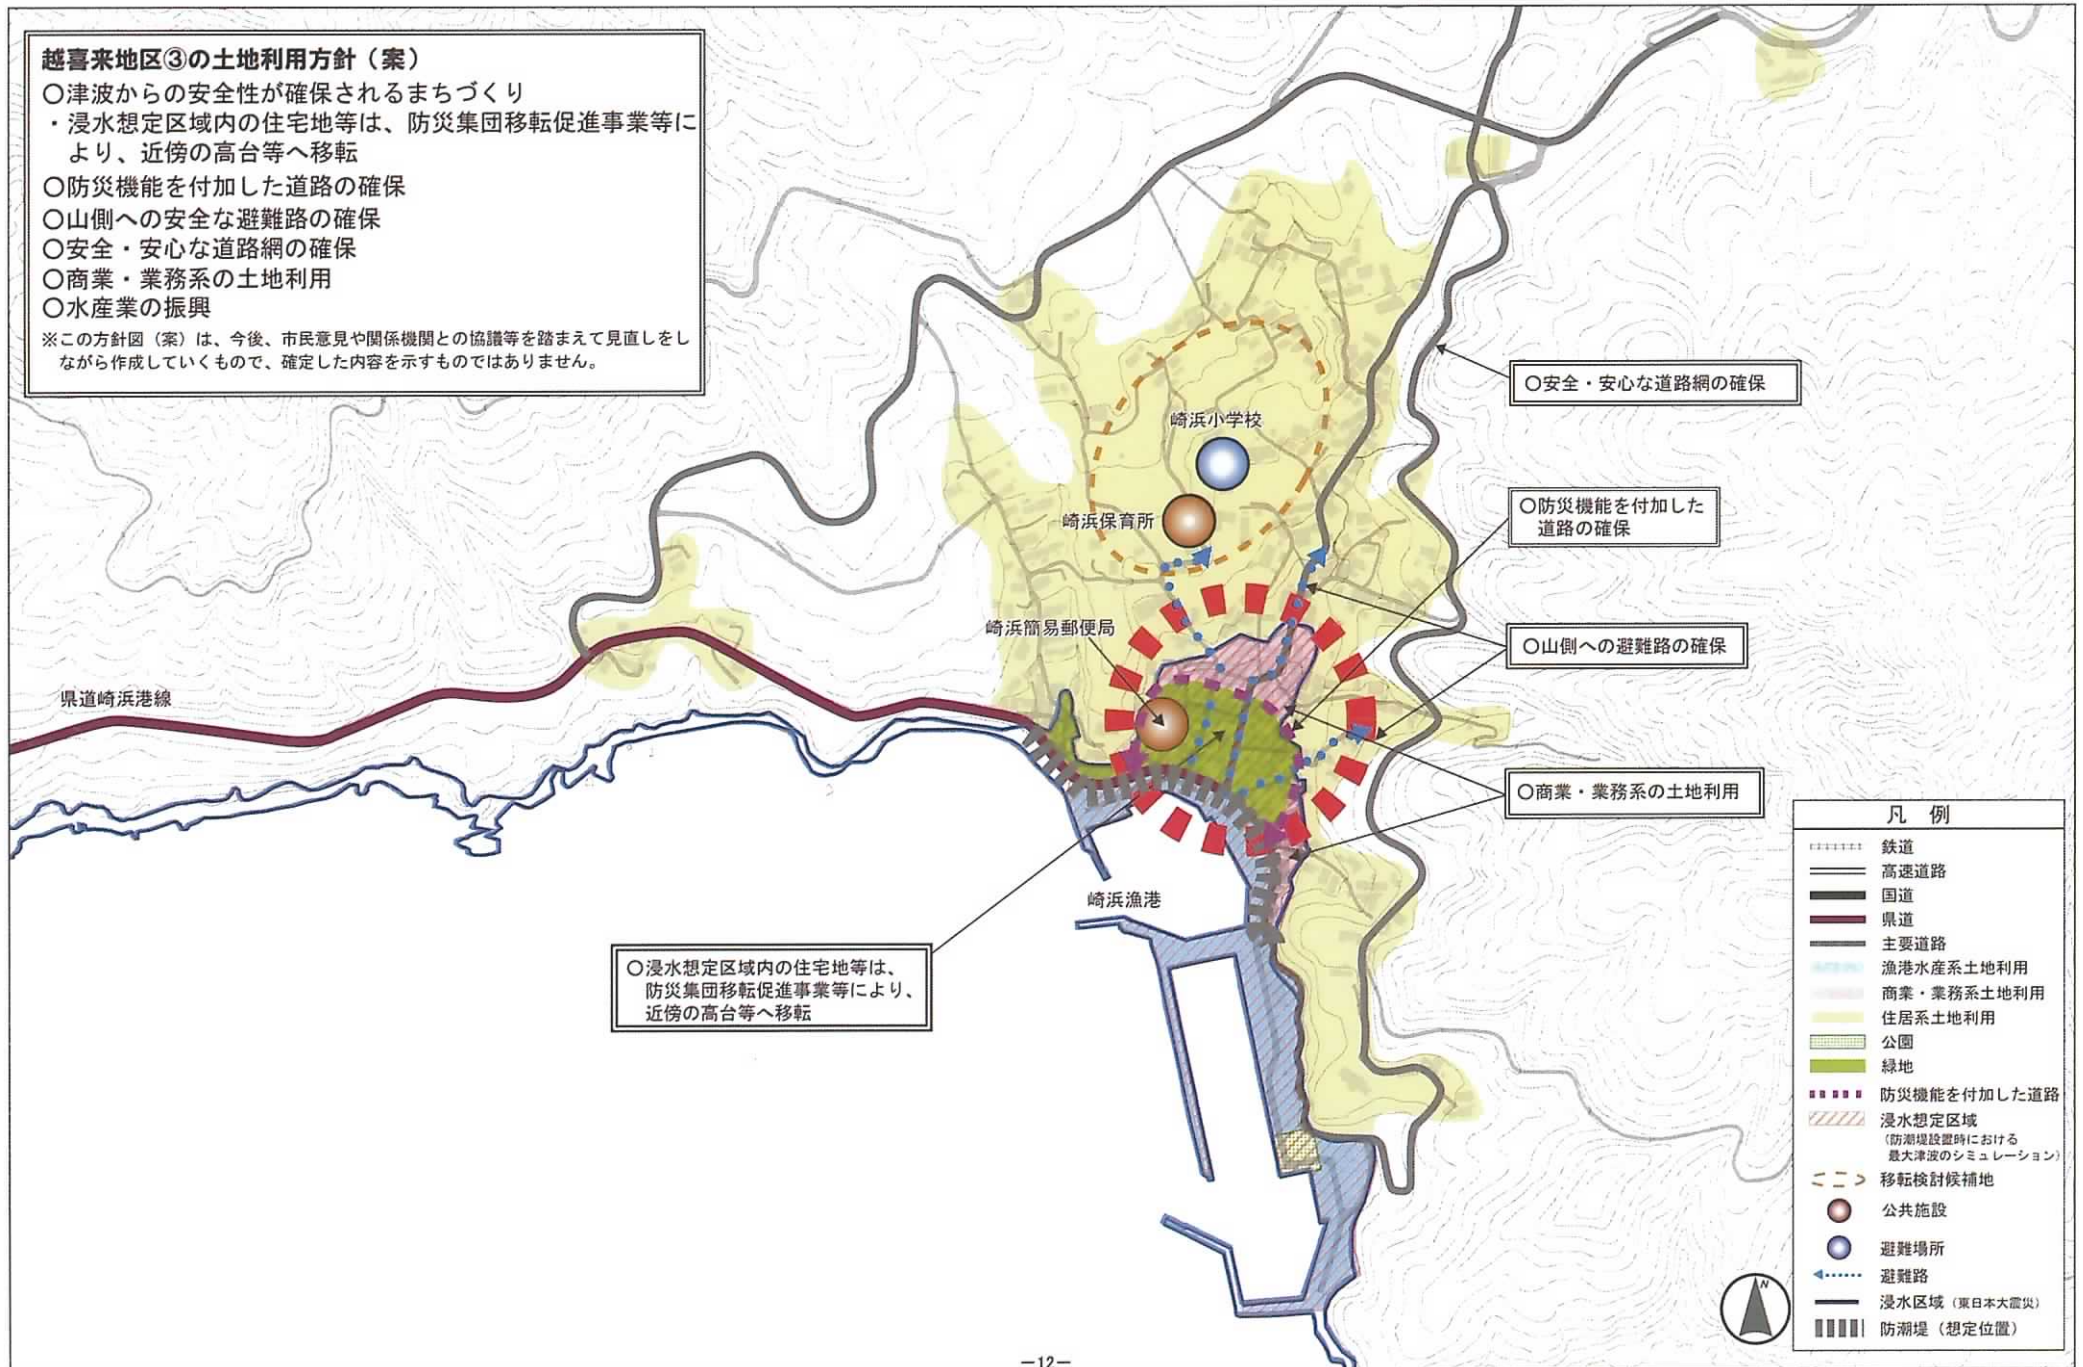 越喜来地区③の土地利用方針（案）
○津波からの安全性が確保されるまちづくり
・浸水想定区域内の住宅地等は、防災集団移転促進事業等に
より、近傍の高台等へ移転
○防災機能を付加した道路の確保
○山側への安全な避難路の確保
○安全・安心な道路網の確保
○商業・業務系の土地利用
○水産業の振興
※この方針図（案）は、今後、市民意見や関係機関との協議等を踏まえて見直しをし
ながら作成していくもので、確定した内容を示すものではありません。
○安全・安心な道路網の確保
崎浜小学校
○防災機能を付加した
道路の確保
崎浜保育所
崎浜簡易郵便局
○山側への避難路の確保
県道崎浜港線
○商業・業務系の土地利用
崎浜漁港
○浸水想定区域内の住宅地等は、
防災集団移転促進事業等により、
近傍の高台等へ移転
凡 例
鉄道
高速道路
国道
県道
主要道路
漁港水産系土地利用
商業・業務系土地利用
住居系土地利用
公園
緑地
防災機能を付加した道路
浸水想定区域
（防潮堤設置時における
最大津波のシミュレーション）
移転検討候補地
公共施設
避難場所
避難路
浸水区域（東日本大震災）
防潮堤（想定位置）
N
－12－